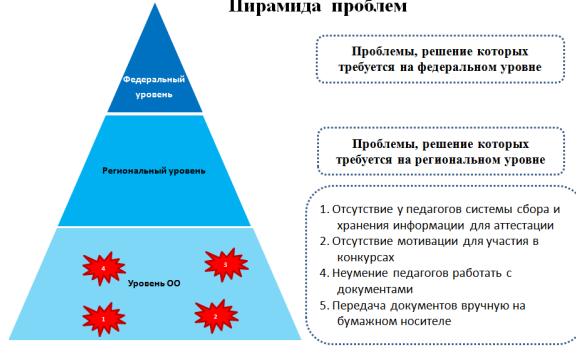 Пирамида проблем
Федеральный
уровень
Проблемы, решение которых
требуется на федеральном уровне
Региональный уровень
Проблемы, решение которых
требуется на региональном уровне
Уровень ОО
4
3
1
2
1. Отсутствие у педагогов системы сбора и
хранения информации для аттестации
2. Отсутствие мотивации для участия в
конкурсах
4. Неумение педагогов работать с
документами
5. Передача документов вручную на
бумажном носителе